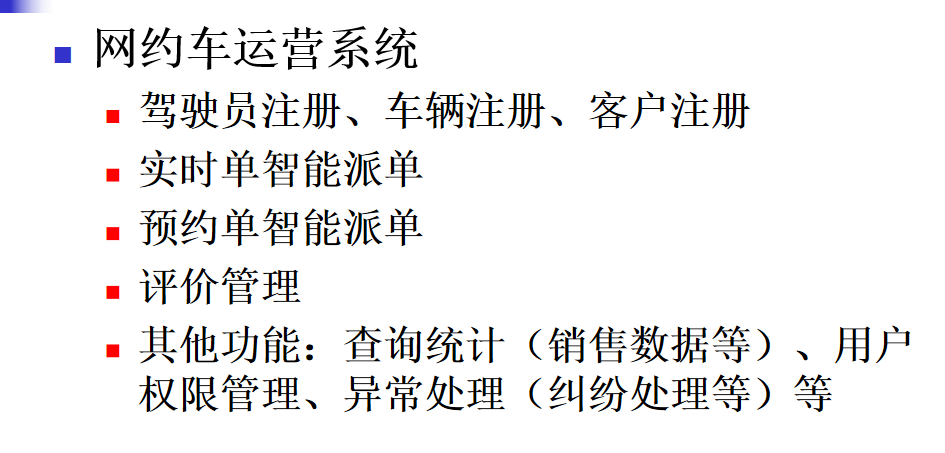 网约车运营系统
驾驶员注册、车辆注册、客户注册
实时单智能派单
预约单智能派单
评价管理
其他功能：查询统计（销售数据等）、用户
权限管理、异常处理（纠纷处理等）等